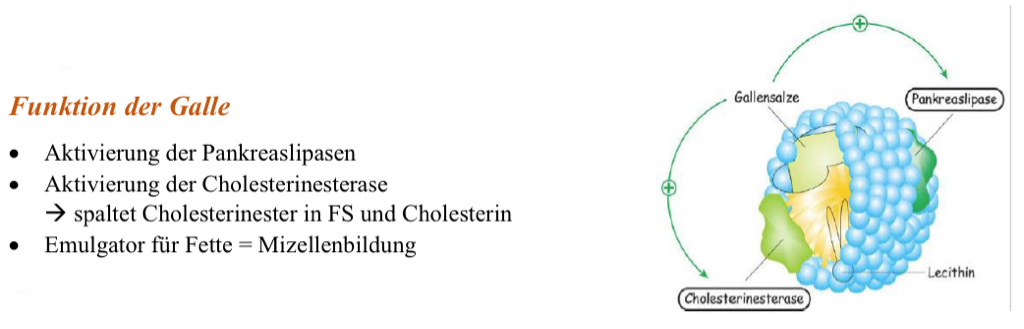 Funktion der Galle
• Aktivierung der Pankreaslipasen
• Aktivierung der Cholesterinesterase
→ spaltet Cholesterinester in FS und Cholesterin
• Emulgator für Fette = Mizellenbildung
Gallensalze
Pankreaslipase
Lecithin
Cholesterinesterase